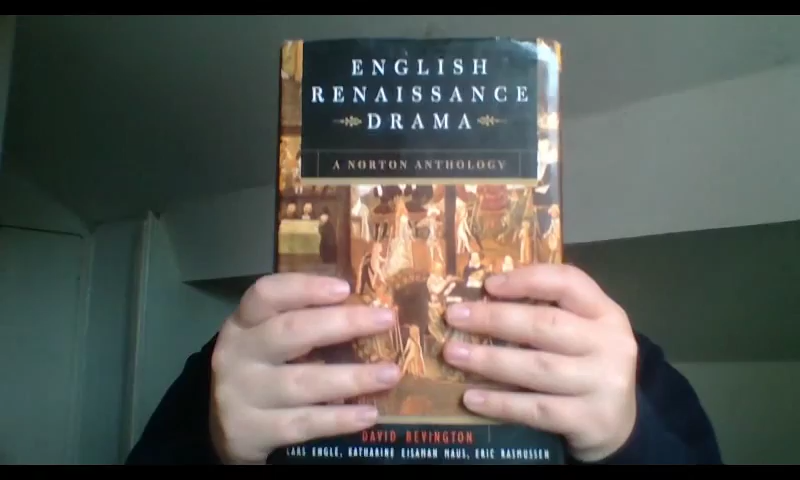 ENGLISH
RENAISSANCE
DRAMA
A NORTON ANTHOLOGY
DAVID BEVINGTON
LARS ENGLE, KATHARINE EISAMAN MAUS, ERIC RASMUSSEN